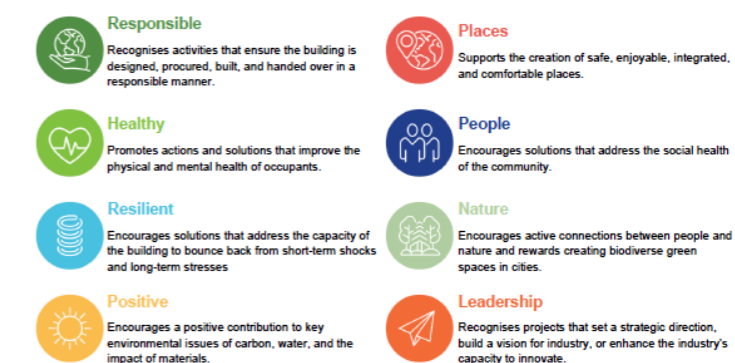 Responsible
Recognises activities that ensure the building is
designed, procured, built, and handed over in a
responsible manner.
Places
Supports the creation of safe, enjoyable, integrated,
and comfortable places.
Healthy
Promotes actions and solutions that improve the
physical and mental health of occupants.
People
Encourages solutions that address the social health
of the community.
Resilient
Encourages solutions that address the capacity of
the building to bounce back from short-term shocks
and long-term stresses
Nature
Encourages active connections between people and
nature and rewards creating biodiverse green
spaces in cities.
Positive
Encourages a positive contribution to key
environmental issues of carbon, water, and the
impact of materials.
Leadership
Recognises projects that set a strategic direction,
build a vision for industry, or enhance the industry's
capacity to innovate.